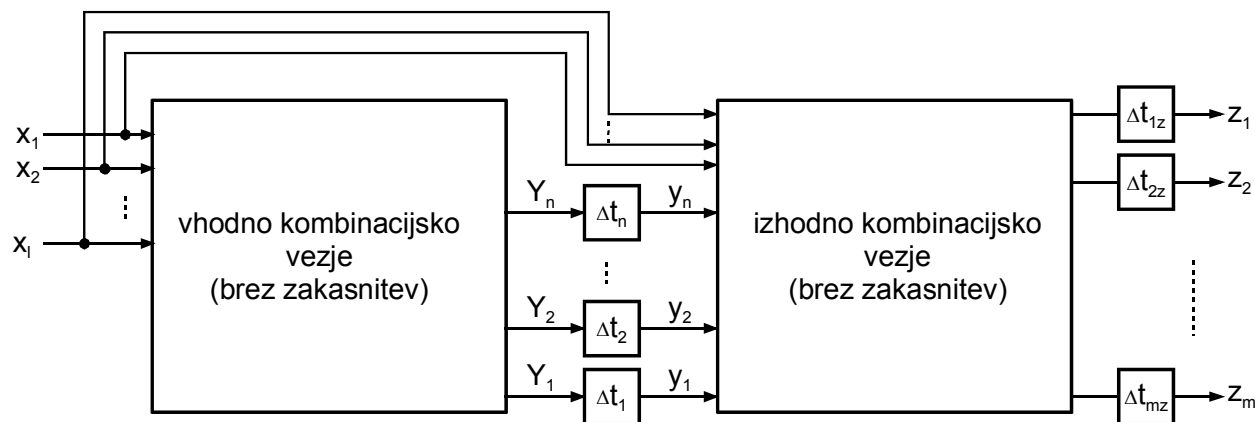 x₁
x₂
xₗ
vhodno kombinacijsko
vezje
(brez zakasnitev)
Yₙ
Δtₙ
yₙ
Y₂
Δt₂
y₂
Y₁
Δt₁
y₁
izhodno kombinacijsko
vezje
(brez zakasnitev)
Δt₁z
z₁
Δt₂z
z₂
Δtmz
zₘ